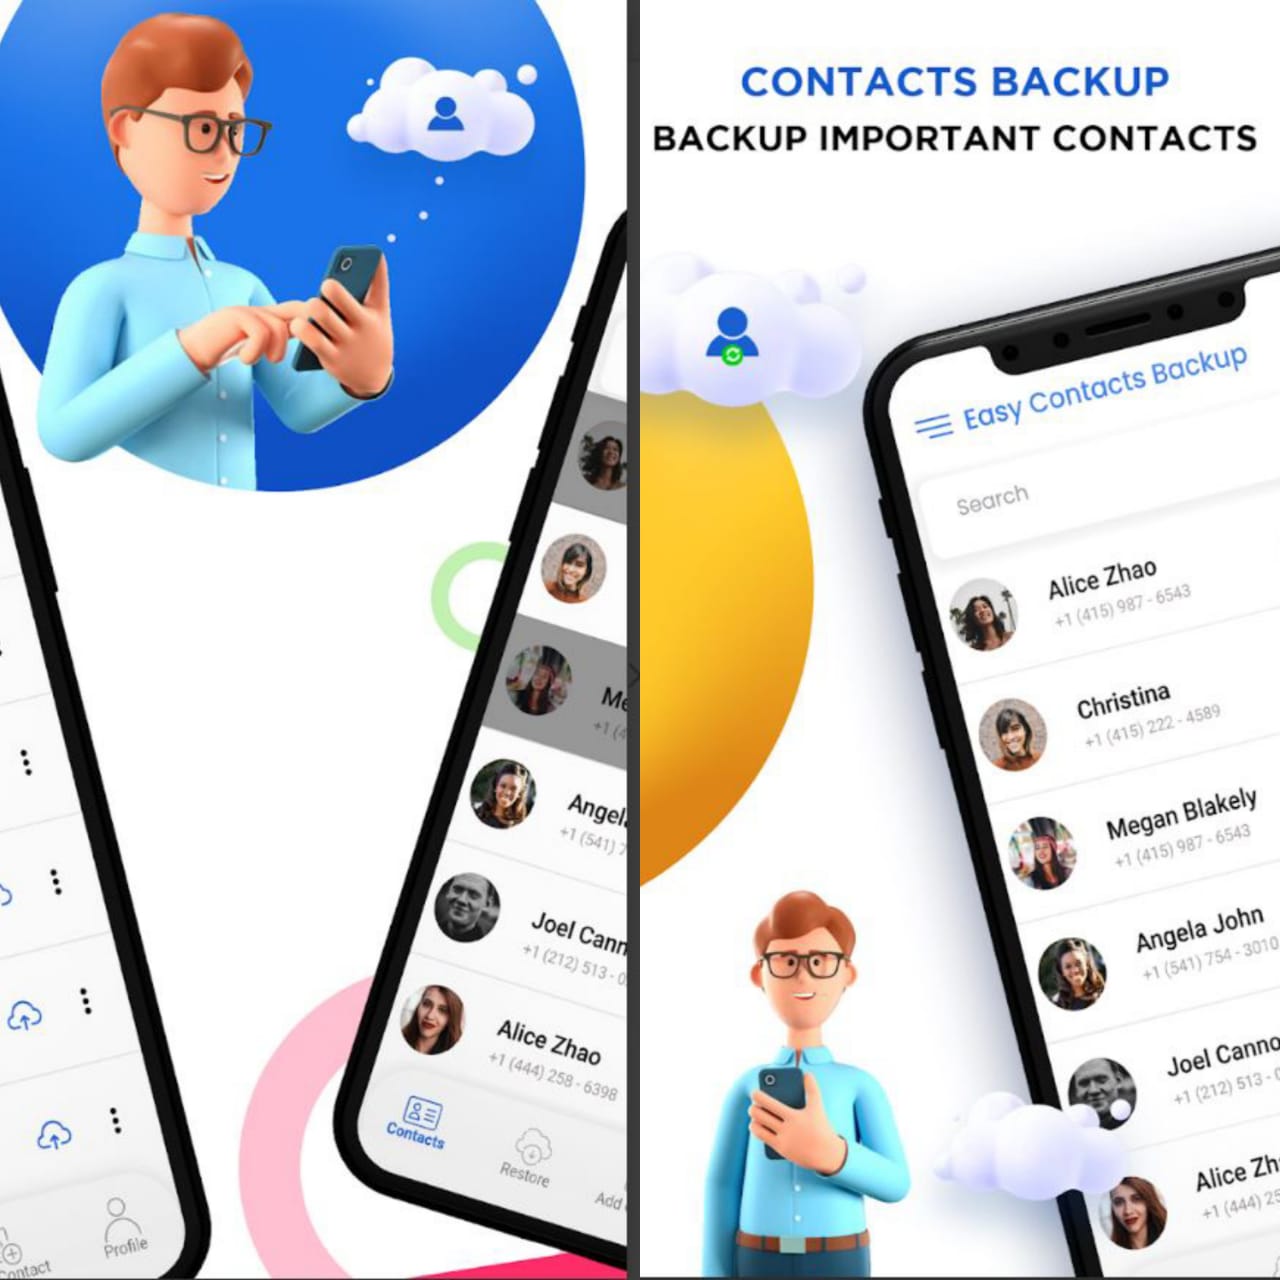 Me
+1 (4
Angel
+1 (541) 7
Joel Cann
+1 (212) 513 - 0
Alice Zhao
+1 (444) 258 - 6398
Contacts
Restore
Add
ontact
Profile
CONTACTS BACKUP
BACKUP IMPORTANT CONTACTS
Easy Contacts Backup
Search
Alice Zhao
+1 (415) 987 - 6543
Christina
+1 (415) 222 - 4589
Megan Blakely
+1 (415) 987 - 6543
Angela John
+1 (541) 754 - 3010
Joel Canno
+1 (212) 513 - 0
Alice Zh
+1 (444) 25